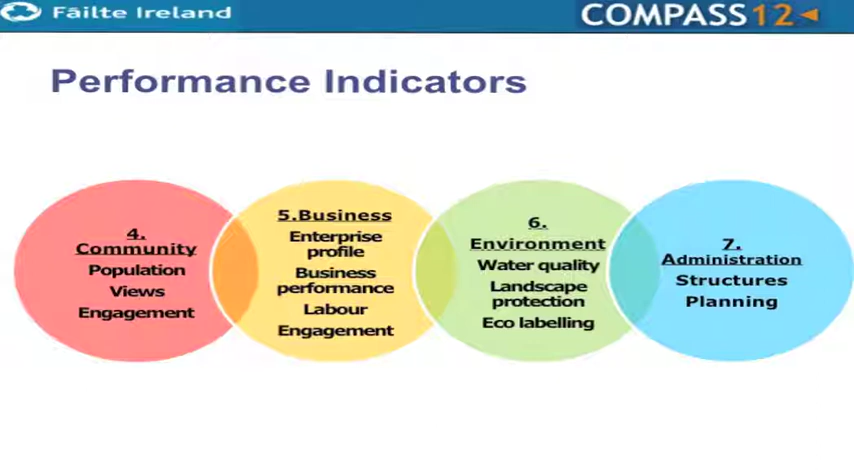 Fáilte Ireland
COMPASS12
Performance Indicators
4.
Community
Population
Views
Engagement
5.Business
Enterprise
profile
Business
performance
Labour
Engagement
6.
Environment
Water quality
Landscape
protection
Eco labelling
7.
Administration
Structures
Planning